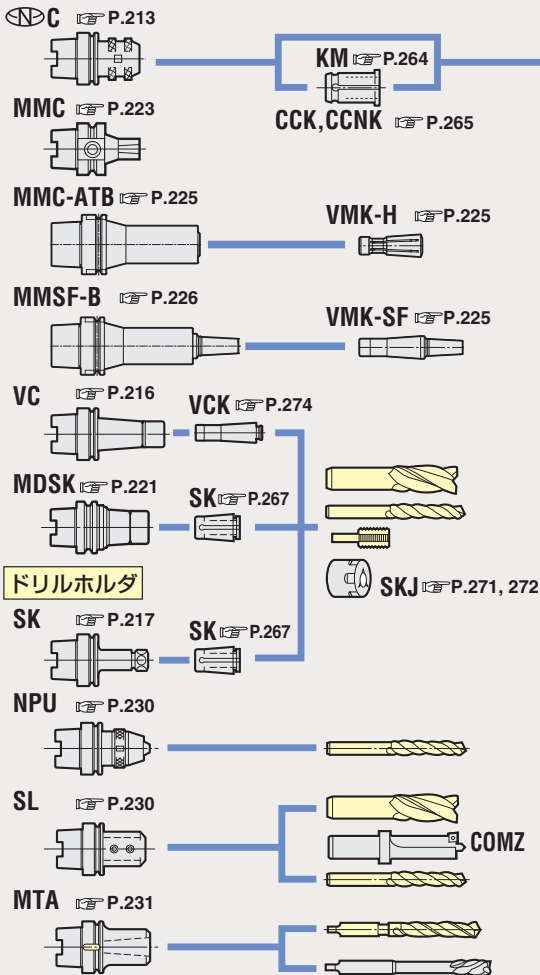 N C P.213
KM P.264
CCK,CCNK P.265
MMC P.223
MMC-ATB P.225
VMK-H P.225
MMSF-B P.226
VMK-SF P.225
VC P.216
VCK P.274
MDSK P.221
SK P.267
SKJ P.271, 272
ドリルホルダ
SK P.217
SK P.267
NPU P.230
SL P.230
COMZ
MTA P.231